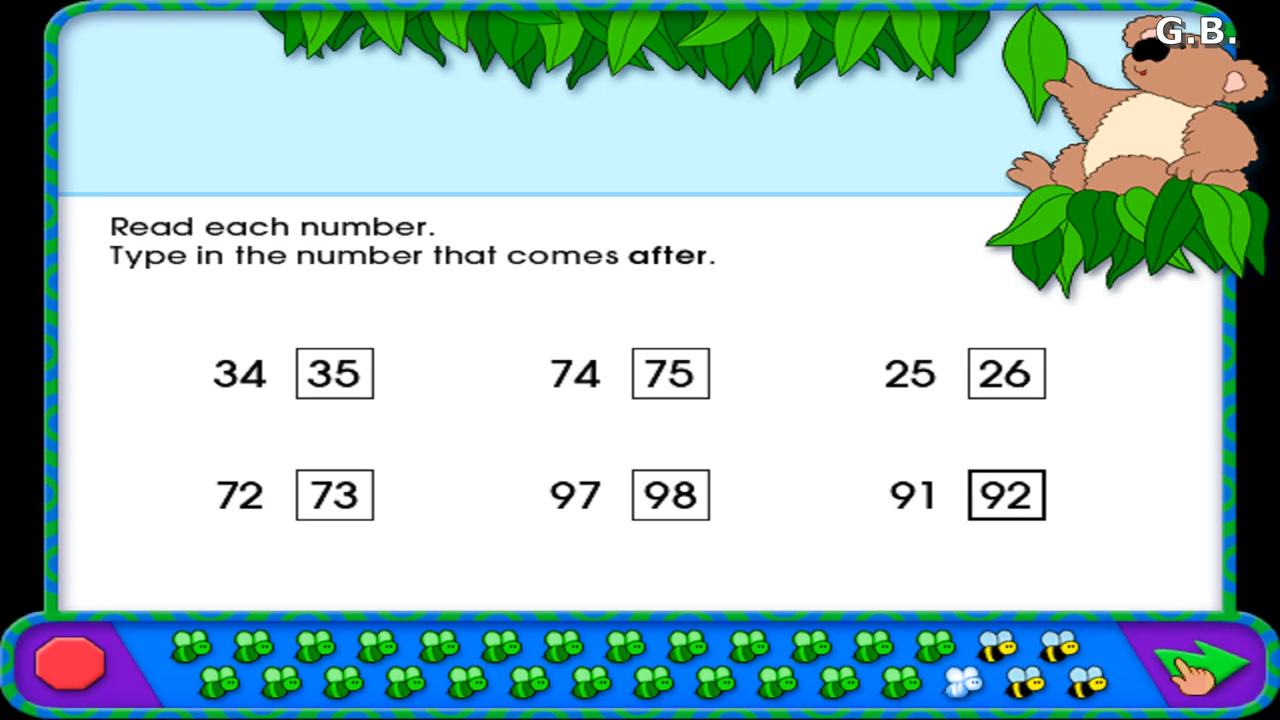 G.B.
Read each number.
Type in the number that comes after.
34 35 74 75 25 26
72 73 97 98 91 92